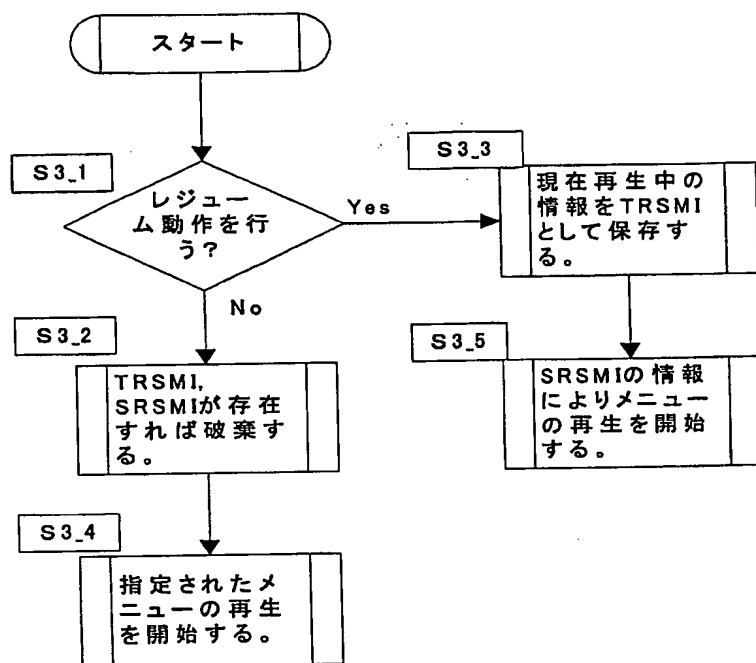 スタート
S3_1
レジュー
ム動作を行
う?
Yes
No
S3_3
現在再生中の
情報をTRSMI
として保存す
る。
S3_2
TRSMI,
SRSMIが存在
すれば破棄す
る。
S3_5
SRSMIの情報
によりメニュー
の再生を開始
する。
S3_4
指定されたメ
ニューの再生
を開始する。